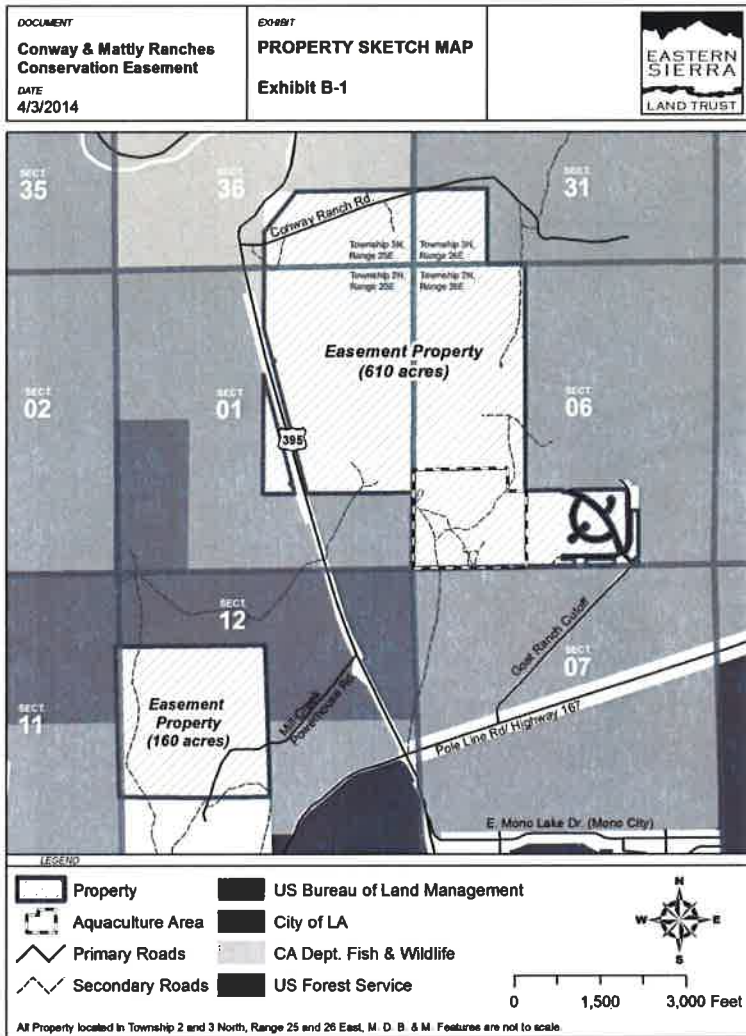 DOCUMENT
Conway & Mattly Ranches
Conservation Easement
DATE
4/3/2014
EXHIBIT
PROPERTY SKETCH MAP
Exhibit B-1
EASTERN
SIERRA
LAND TRUST
SECT.
35
SECT.
36
SECT.
31
Conway Ranch Rd.
Township 3N,
Range 25E
Township 3N,
Range 26E
Township 2N,
Range 25E
Township 2N,
Range 26E
Easement Property
(610 acres)
SECT.
02
SECT.
01
SECT.
06
395
SECT.
12
SECT.
07
SECT.
11
Goat Ranch Cutoff
Easement
Property
(160 acres)
Mill Creek
Powerhouse Rd.
Pole Line Rd/ Highway 167
E. Mono Lake Dr. (Mono City)
LEGEND
Property
Aquaculture Area
Primary Roads
Secondary Roads
US Bureau of Land Management
City of LA
CA Dept. Fish & Wildlife
US Forest Service
N
W
E
S
0 1,500 3,000 Feet
All Property located in Township 2 and 3 North, Range 25 and 26 East, M. D. B. & M. Features are not to scale.